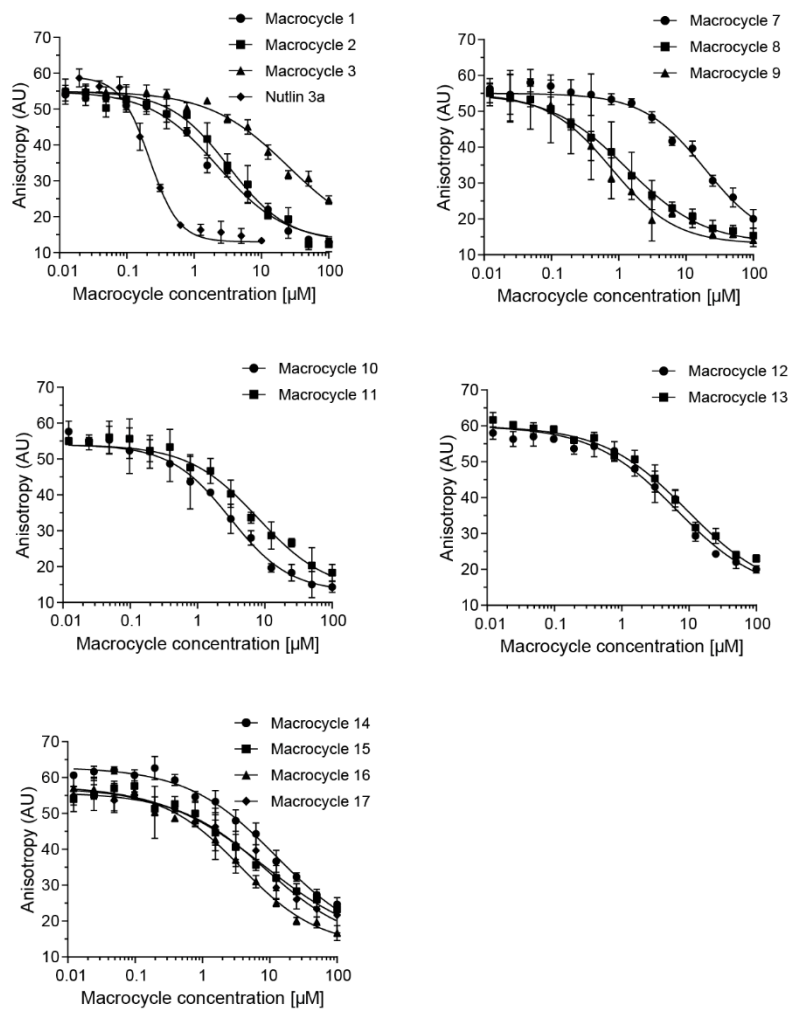 Macrocycle 1
Macrocycle 2
Macrocycle 3
Nutlin 3a
70
60
50
40
30
20
10
Anisotropy (AU)
0.01 0.1 1 10 100
Macrocycle concentration [µM]
Macrocycle 7
Macrocycle 8
Macrocycle 9
70
60
50
40
30
20
10
Anisotropy (AU)
0.01 0.1 1 10 100
Macrocycle concentration [µM]
Macrocycle 10
Macrocycle 11
70
60
50
40
30
20
10
Anisotropy (AU)
0.01 0.1 1 10 100
Macrocycle concentration [µM]
Macrocycle 12
Macrocycle 13
70
60
50
40
30
20
10
Anisotropy (AU)
0.01 0.1 1 10 100
Macrocycle concentration [µM]
Macrocycle 14
Macrocycle 15
Macrocycle 16
Macrocycle 17
70
60
50
40
30
20
10
Anisotropy (AU)
0.01 0.1 1 10 100
Macrocycle concentration [µM]